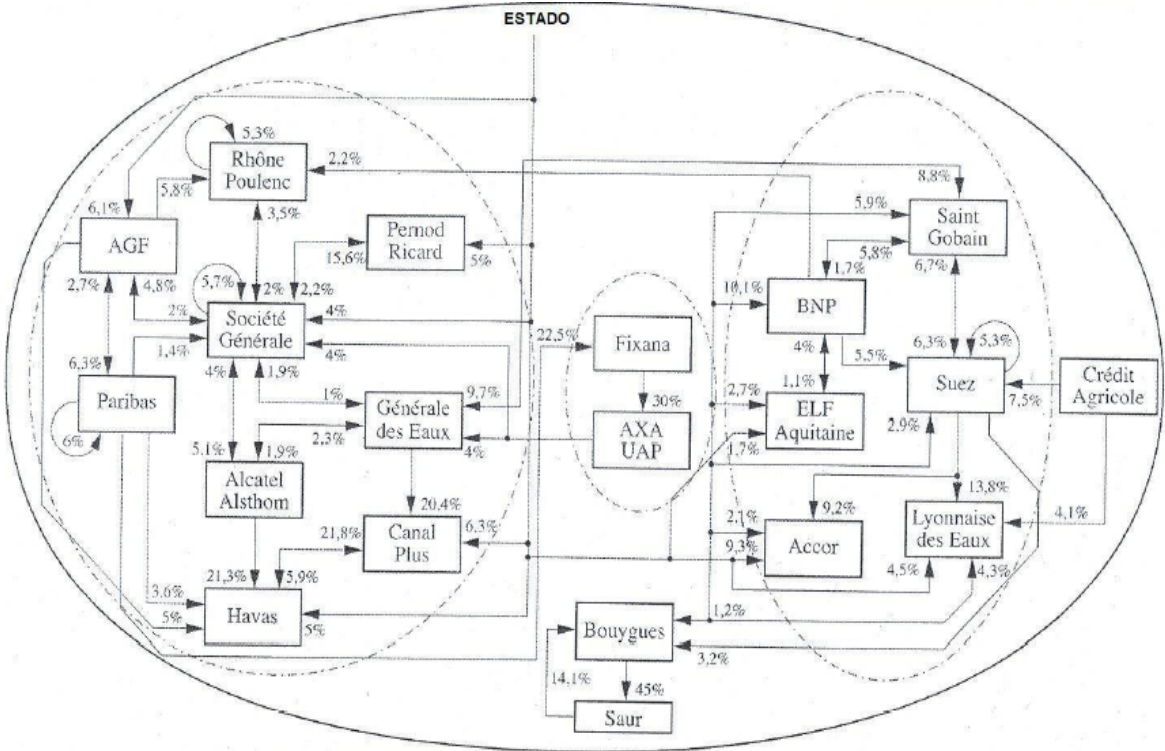 ESTADO
5,3%
Rhône
Poulenc
2.2%
5,8%
3,5%
6,1%
AGF
Pernod
Ricard
15,6%
5%
8,8%
5,9%
Saint
Gobain
5,8%
1,7%
6,7%
2,7%
4,8%
5,7%
2%
2,2%
2%
Société
Générale
4%
4%
1,4%
6,3%
Paribas
6%
4%
1,9%
1%
Générale
des Eaux
9,7%
4%
2,3%
5.1%
1,9%
Alcatel
Alsthom
20,4%
Canal
Plus
21,8%
6,3%
21,3%
5,9%
Havas
3.6%
5%
5%
22,5%
Fixana
30%
AXA
UAP
10,1%
BNP
4%
5,5%
6,3%
5,3%
Suez
7,5%
2,9%
Crédit
Agricole
1,1%
2,7%
ELF
Aquitaine
1,7%
13,8%
9,2%
4,1%
Lyonnaise
des Eaux
2,1%
9,3%
Accor
4,5%
4,3%
1,2%
Bouygues
3,2%
14,1%
45%
Saur